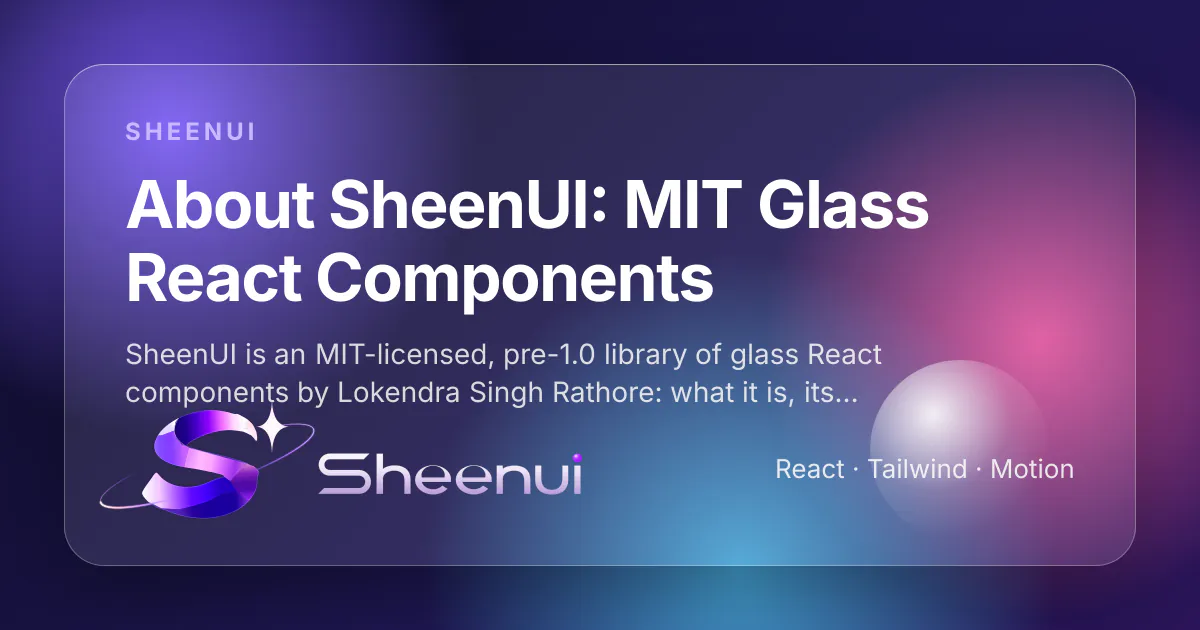 SHEENUI
About SheenUI: MIT Glass
React Components
SheenUI is an MIT-licensed, pre-1.0 library of glass React
components by Lokendra Singh Rathore: what it is, its...
Sheenui
React · Tailwind · Motion